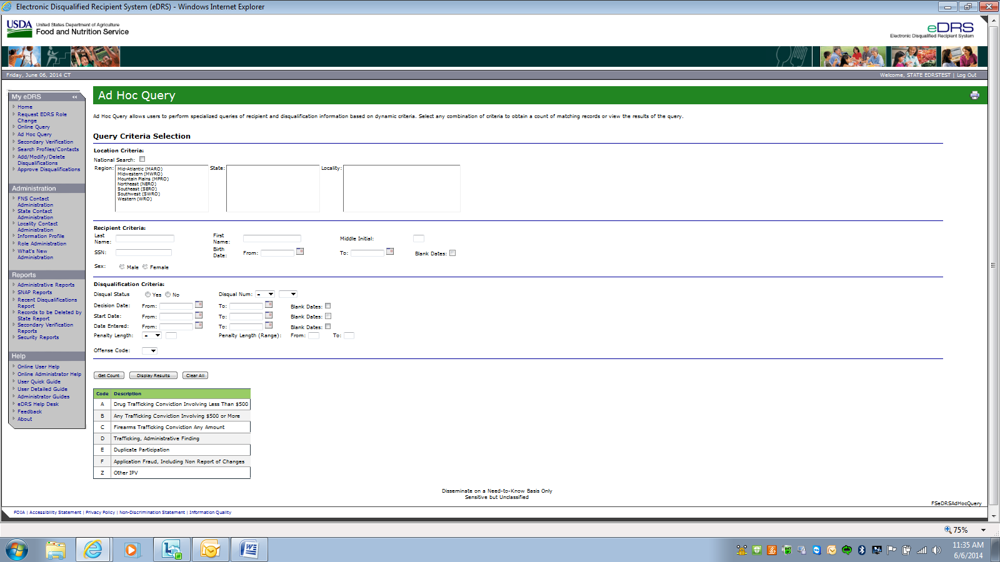 Electronic Disqualified Recipient System (eDRS) - Windows Internet Explorer
USDA
United States Department of Agriculture
Food and Nutrition Service
eDRS
Electronic Disqualified Recipient System
Friday, June 06, 2014 CT
Welcome, STATE EDRSTEST | Log Out
My eDRS
Home
Request EDRS Role
Change
Online Query
Ad Hoc Query
Secondary Verification
Search Profiles/Contacts
Add/Modify/Delete
Disqualifications
Approve Disqualifications
Administration
FNS Contact
Administration
State Contact
Administration
Locality Contact
Administration
Information Profile
Role Administration
What's New
Administration
Reports
Administrative Reports
SNAP Reports
Recent Disqualifications
Report
Records to be Deleted by
State Report
Secondary Verification
Reports
Security Reports
Help
Online User Help
Online Administrator Help
User Quick Guide
User Detailed Guide
Administrator Guides
eDRS Help Desk
Feedback
About
Ad Hoc Query
Ad Hoc Query allows users to perform specialized queries of recipient and disqualification information based on dynamic criteria. Select any combination of criteria to obtain a count of matching records or view the results of the query.
Query Criteria Selection
Location Criteria:
National Search:
Region:
Mid-Atlantic (MARO)
Midwestern (MWRO)
Mountain Plains (MPRO)
Northeast (NERO)
Southeast (SERO)
Southwest (SWRO)
Western (WRO)
State:
Locality:
Recipient Criteria:
Last
Name:
First
Name:
Middle Initial:
SSN:
Birth
Date:
From:
To:
Blank Dates:
Sex:
Male
Female
Disqualification Criteria:
Disqual Status
Yes
No
Disqual Num:
=
Decision Date:
From:
To:
Blank Dates:
Start Date:
From:
To:
Blank Dates:
Date Entered:
From:
To:
Blank Dates:
Penalty Length:
=
Penalty Length (Range):
From:
To:
Offense Code:
Get Count
Display Results
Clear All
Code Description
A Drug Trafficking Conviction Involving Less Than $500
B Any Trafficking Conviction Involving $500 or More
C Firearms Trafficking Conviction Any Amount
D Trafficking, Administrative Finding
E Duplicate Participation
F Application Fraud, Including Non Report of Changes
Z Other IPV
Disseminate on a Need-to-Know Basis Only
Sensitive but Unclassified
FSeDRSAdHocQuery
FOIA | Accessibility Statement | Privacy Policy | Non-Discrimination Statement | Information Quality
75%
11:35 AM
6/6/2014